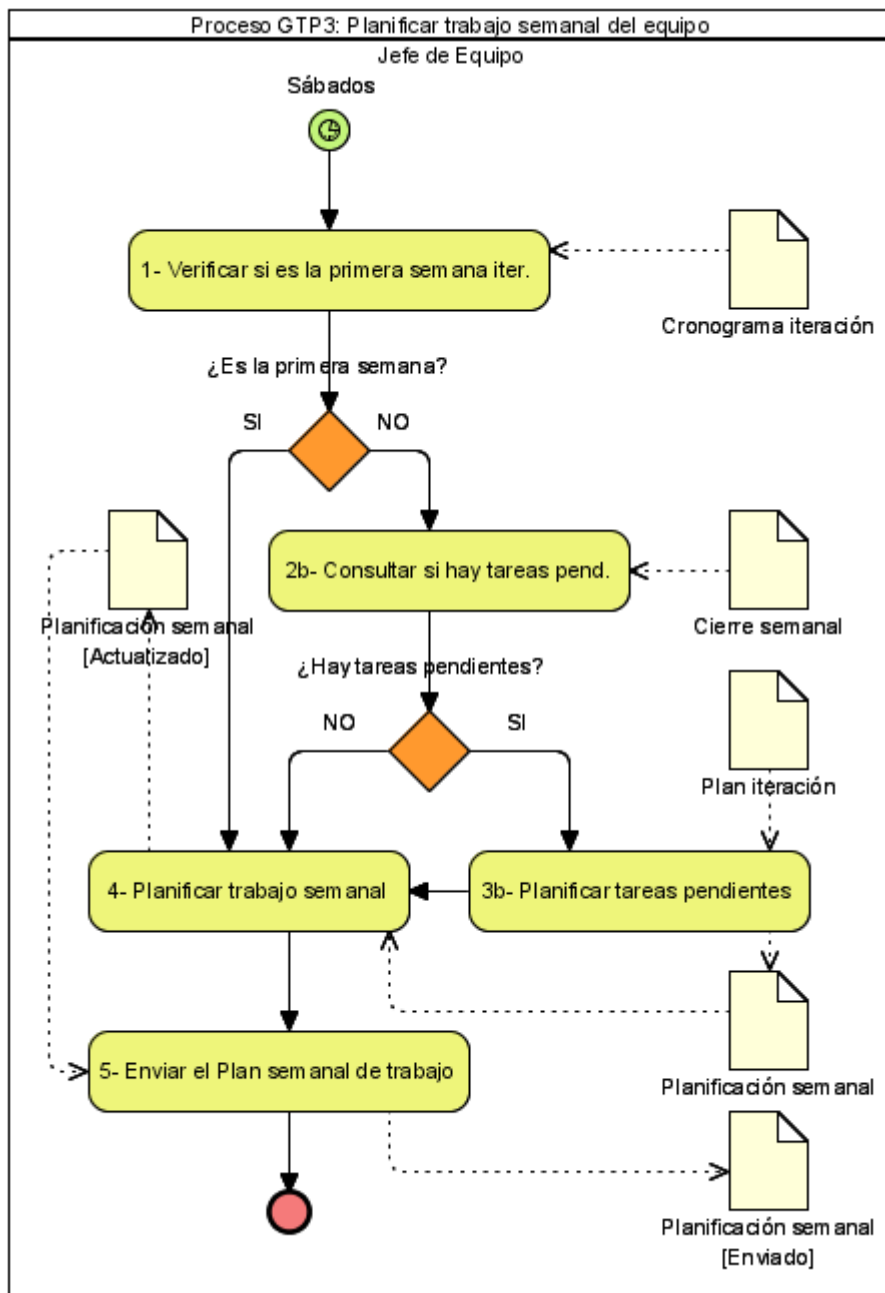 Proceso GTP3: Planificar trabajo semanal del equipo
Jefe de Equipo
Sábados
1- Verificar si es la primera semana iter.
Cronograma iteración
¿Es la primera semana?
SI
NO
2b- Consultar si hay tareas pend.
Cierre semanal
Planificación semanal
[Actuatizado]
¿Hay tareas pendientes?
NO
SI
Plan iteración
4- Planificar trabajo semanal
3b- Planificar tareas pendientes
Planificación semanal
5- Enviar el Plan semanal de trabajo
Planificación semanal
[Enviado]